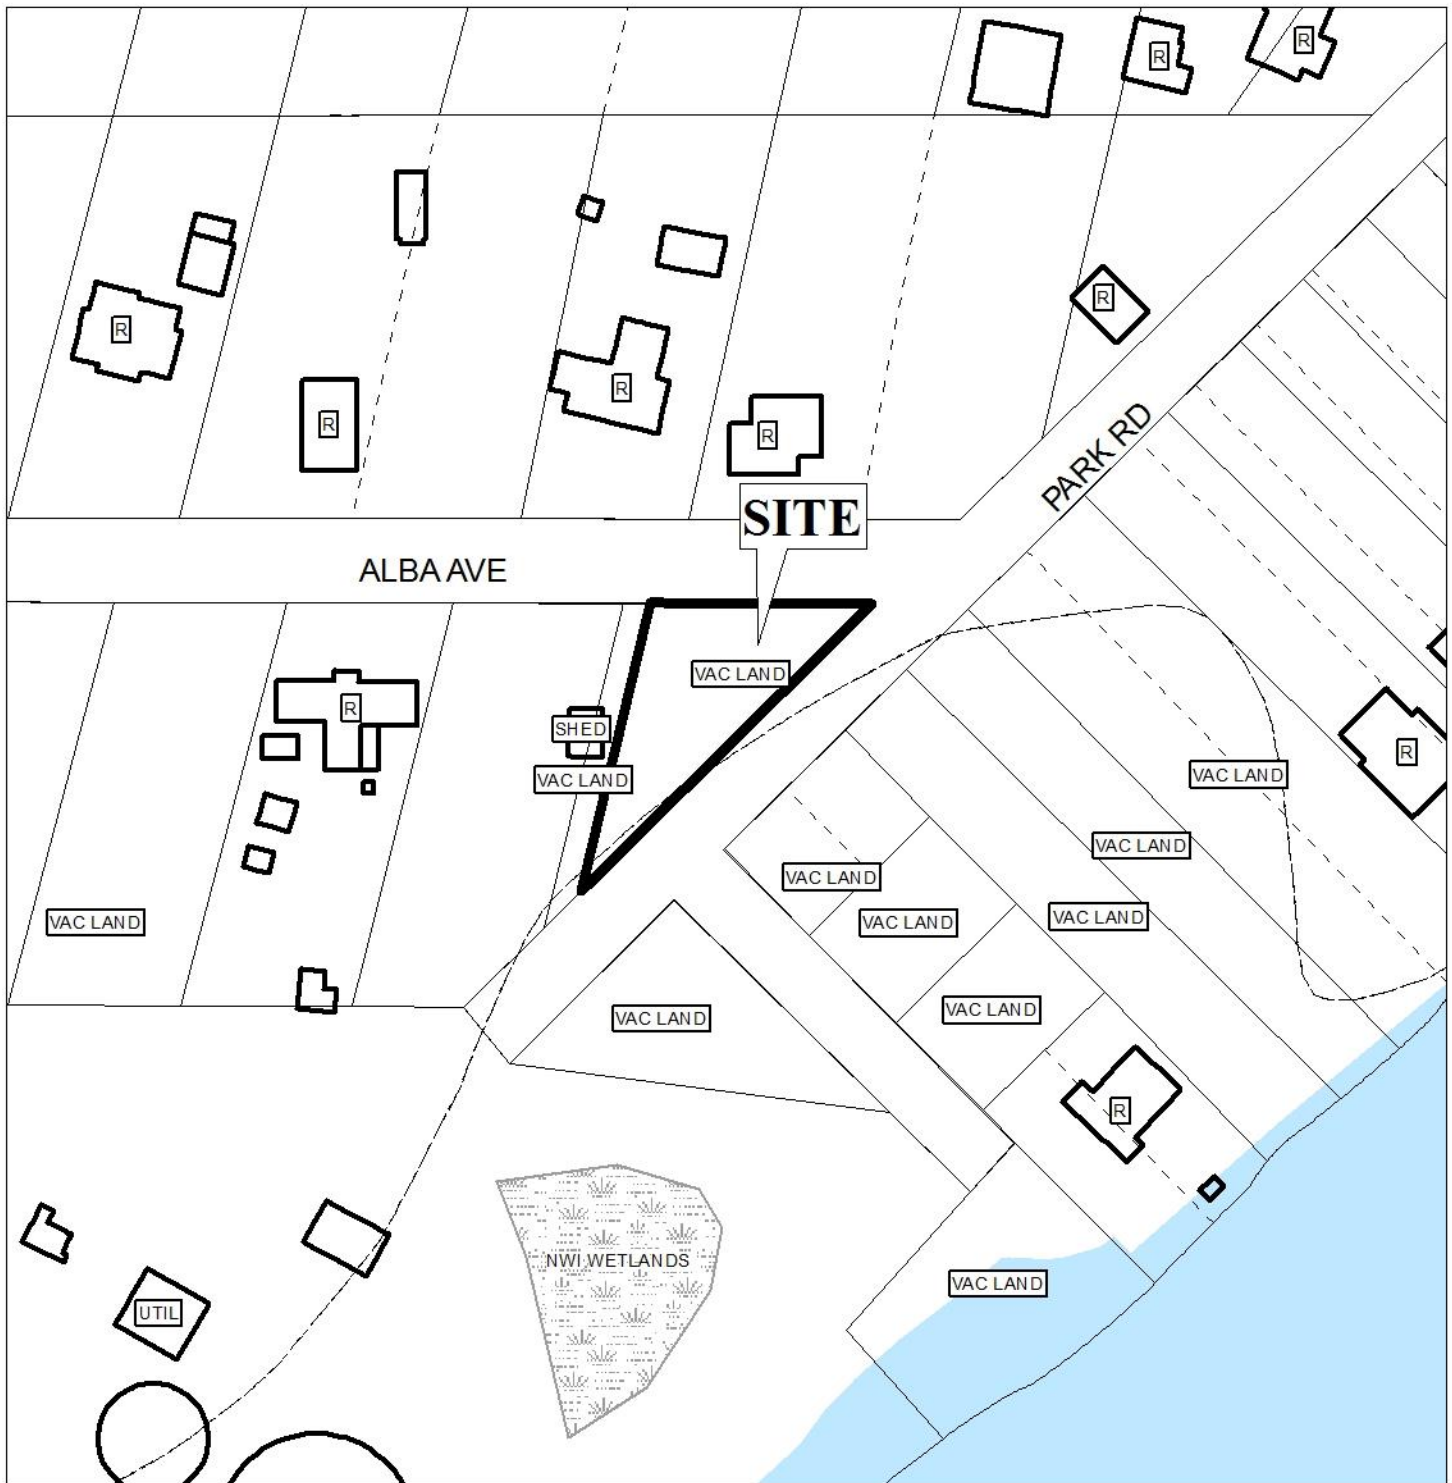 R
R
R
R
R
R
R
PARK RD
SITE
ALBA AVE
VAC LAND
R
SHED
R
VAC LAND
VAC LAND
VAC LAND
VAC LAND
VAC LAND
VAC LAND
VAC LAND
VAC LAND
VAC LAND
R
NWI WETLANDS
VAC LAND
UTIL